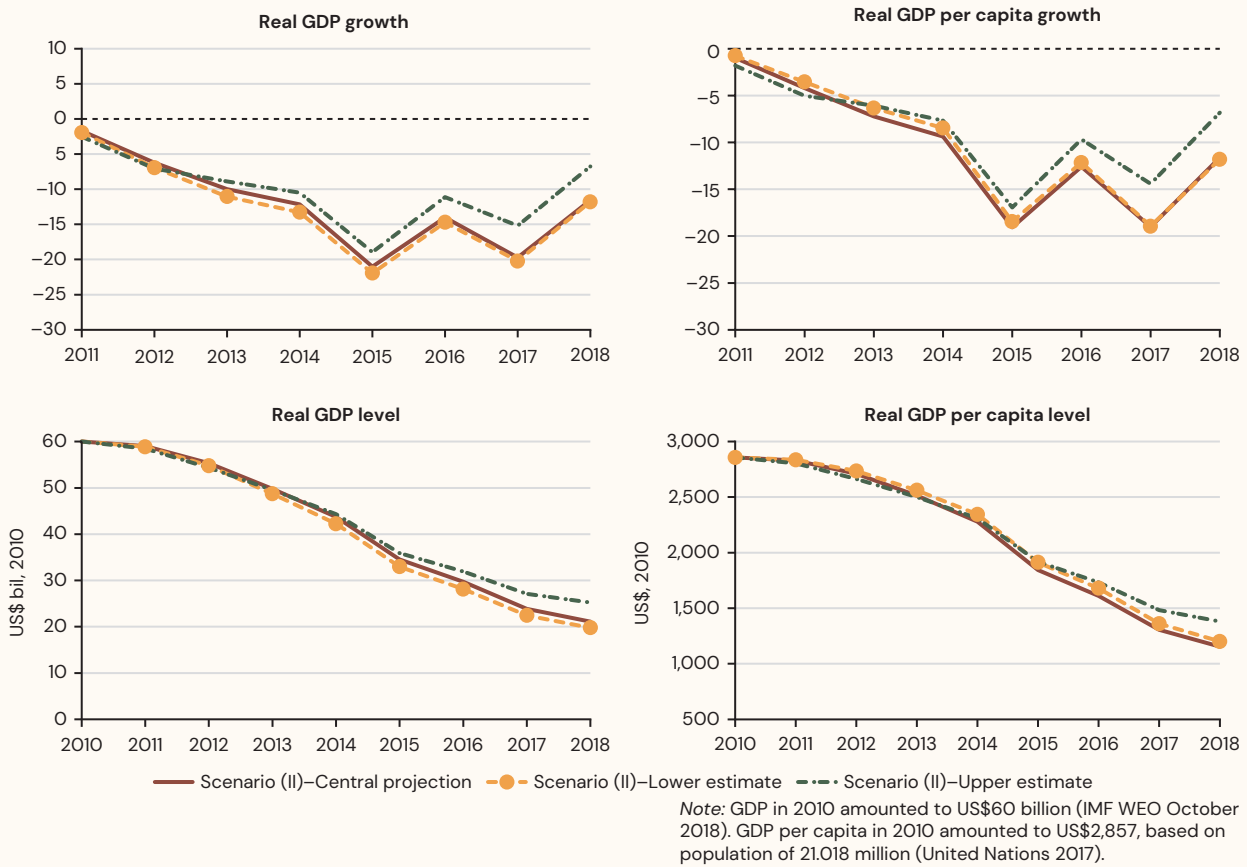 Real GDP growth
10
5
0
5
–10
–15
–20
–25
–30
2011 2012 2013 2014 2015 2016 2017 2018
Real GDP per capita growth
0
–5
–10
–15
–20
–25
–30
2011 2012 2013 2014 2015 2016 2017 2018
Real GDP level
US$ bil, 2010
60
50
40
30
20
10
0
2010 2011 2012 2013 2014 2015 2016 2017 2018
Real GDP per capita level
US$, 2010
3,000
2,500
2,000
1,500
1,000
500
2010 2011 2012 2013 2014 2015 2016 2017 2018
Scenario (II)–Central projection Scenario (II)–Lower estimate Scenario (II)–Upper estimate
Note: GDP in 2010 amounted to US$60 billion (IMF WEO October
2018). GDP per capita in 2010 amounted to US$2,857, based on
population of 21.018 million (United Nations 2017).